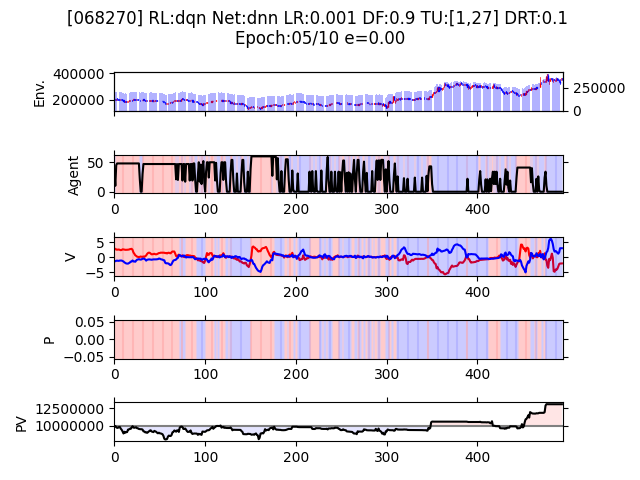 [068270] RL:dqn Net:dnn LR:0.001 DF:0.9 TU:[1,27] DRT:0.1
Epoch:05/10 e=0.00
Env.
400000
200000
250000
0
Agent
50
0
0 100 200 300 400
V
5
0
−5
0 100 200 300 400
P
0.05
0.00
−0.05
0 100 200 300 400
PV
12500000
10000000
0 100 200 300 400